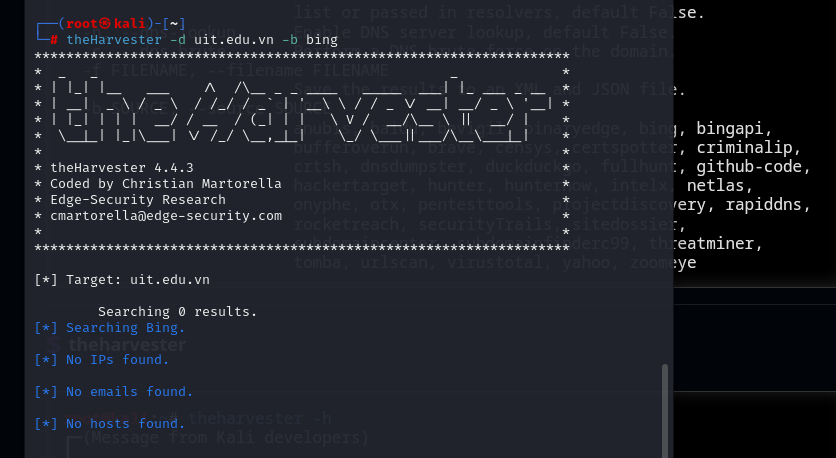 ┌──(root㉿kali)-[~]
└─# theHarvester -d uit.edu.vn -b bing
*******************************************************************
*                                                                 *
* theHarvester 4.4.3                                              *
* Coded by Christian Martorella                                   *
* Edge-Security Research                                          *
* cmartorella@edge-security.com                                   *
*                                                                 *
*******************************************************************
[*] Target: uit.edu.vn
Searching 0 results.
[*] Searching Bing.
[*] No IPs found.
[*] No emails found.
[*] No hosts found.
list or passed in resolvers, default False.
Enable DNS server lookup, default False
FILENAME, --filename FILENAME
JSON file.
binaryedge, bing, bingapi,
certspotter, criminalip,
crtsh, dnsdumpster, duckduckgo, fullhunt, github-code,
hackertarget, hunter, hunterhow, intelx, netlas,
onyphe, otx, pentesttools, projectdiscovery, rapiddns,
rocketreach, securityTrails, sitedossier,
threatminer,
tomba, urlscan, virustotal, yahoo, zoomeye
$ theharvester
# theharvester -h
┌──(Message from Kali developers)